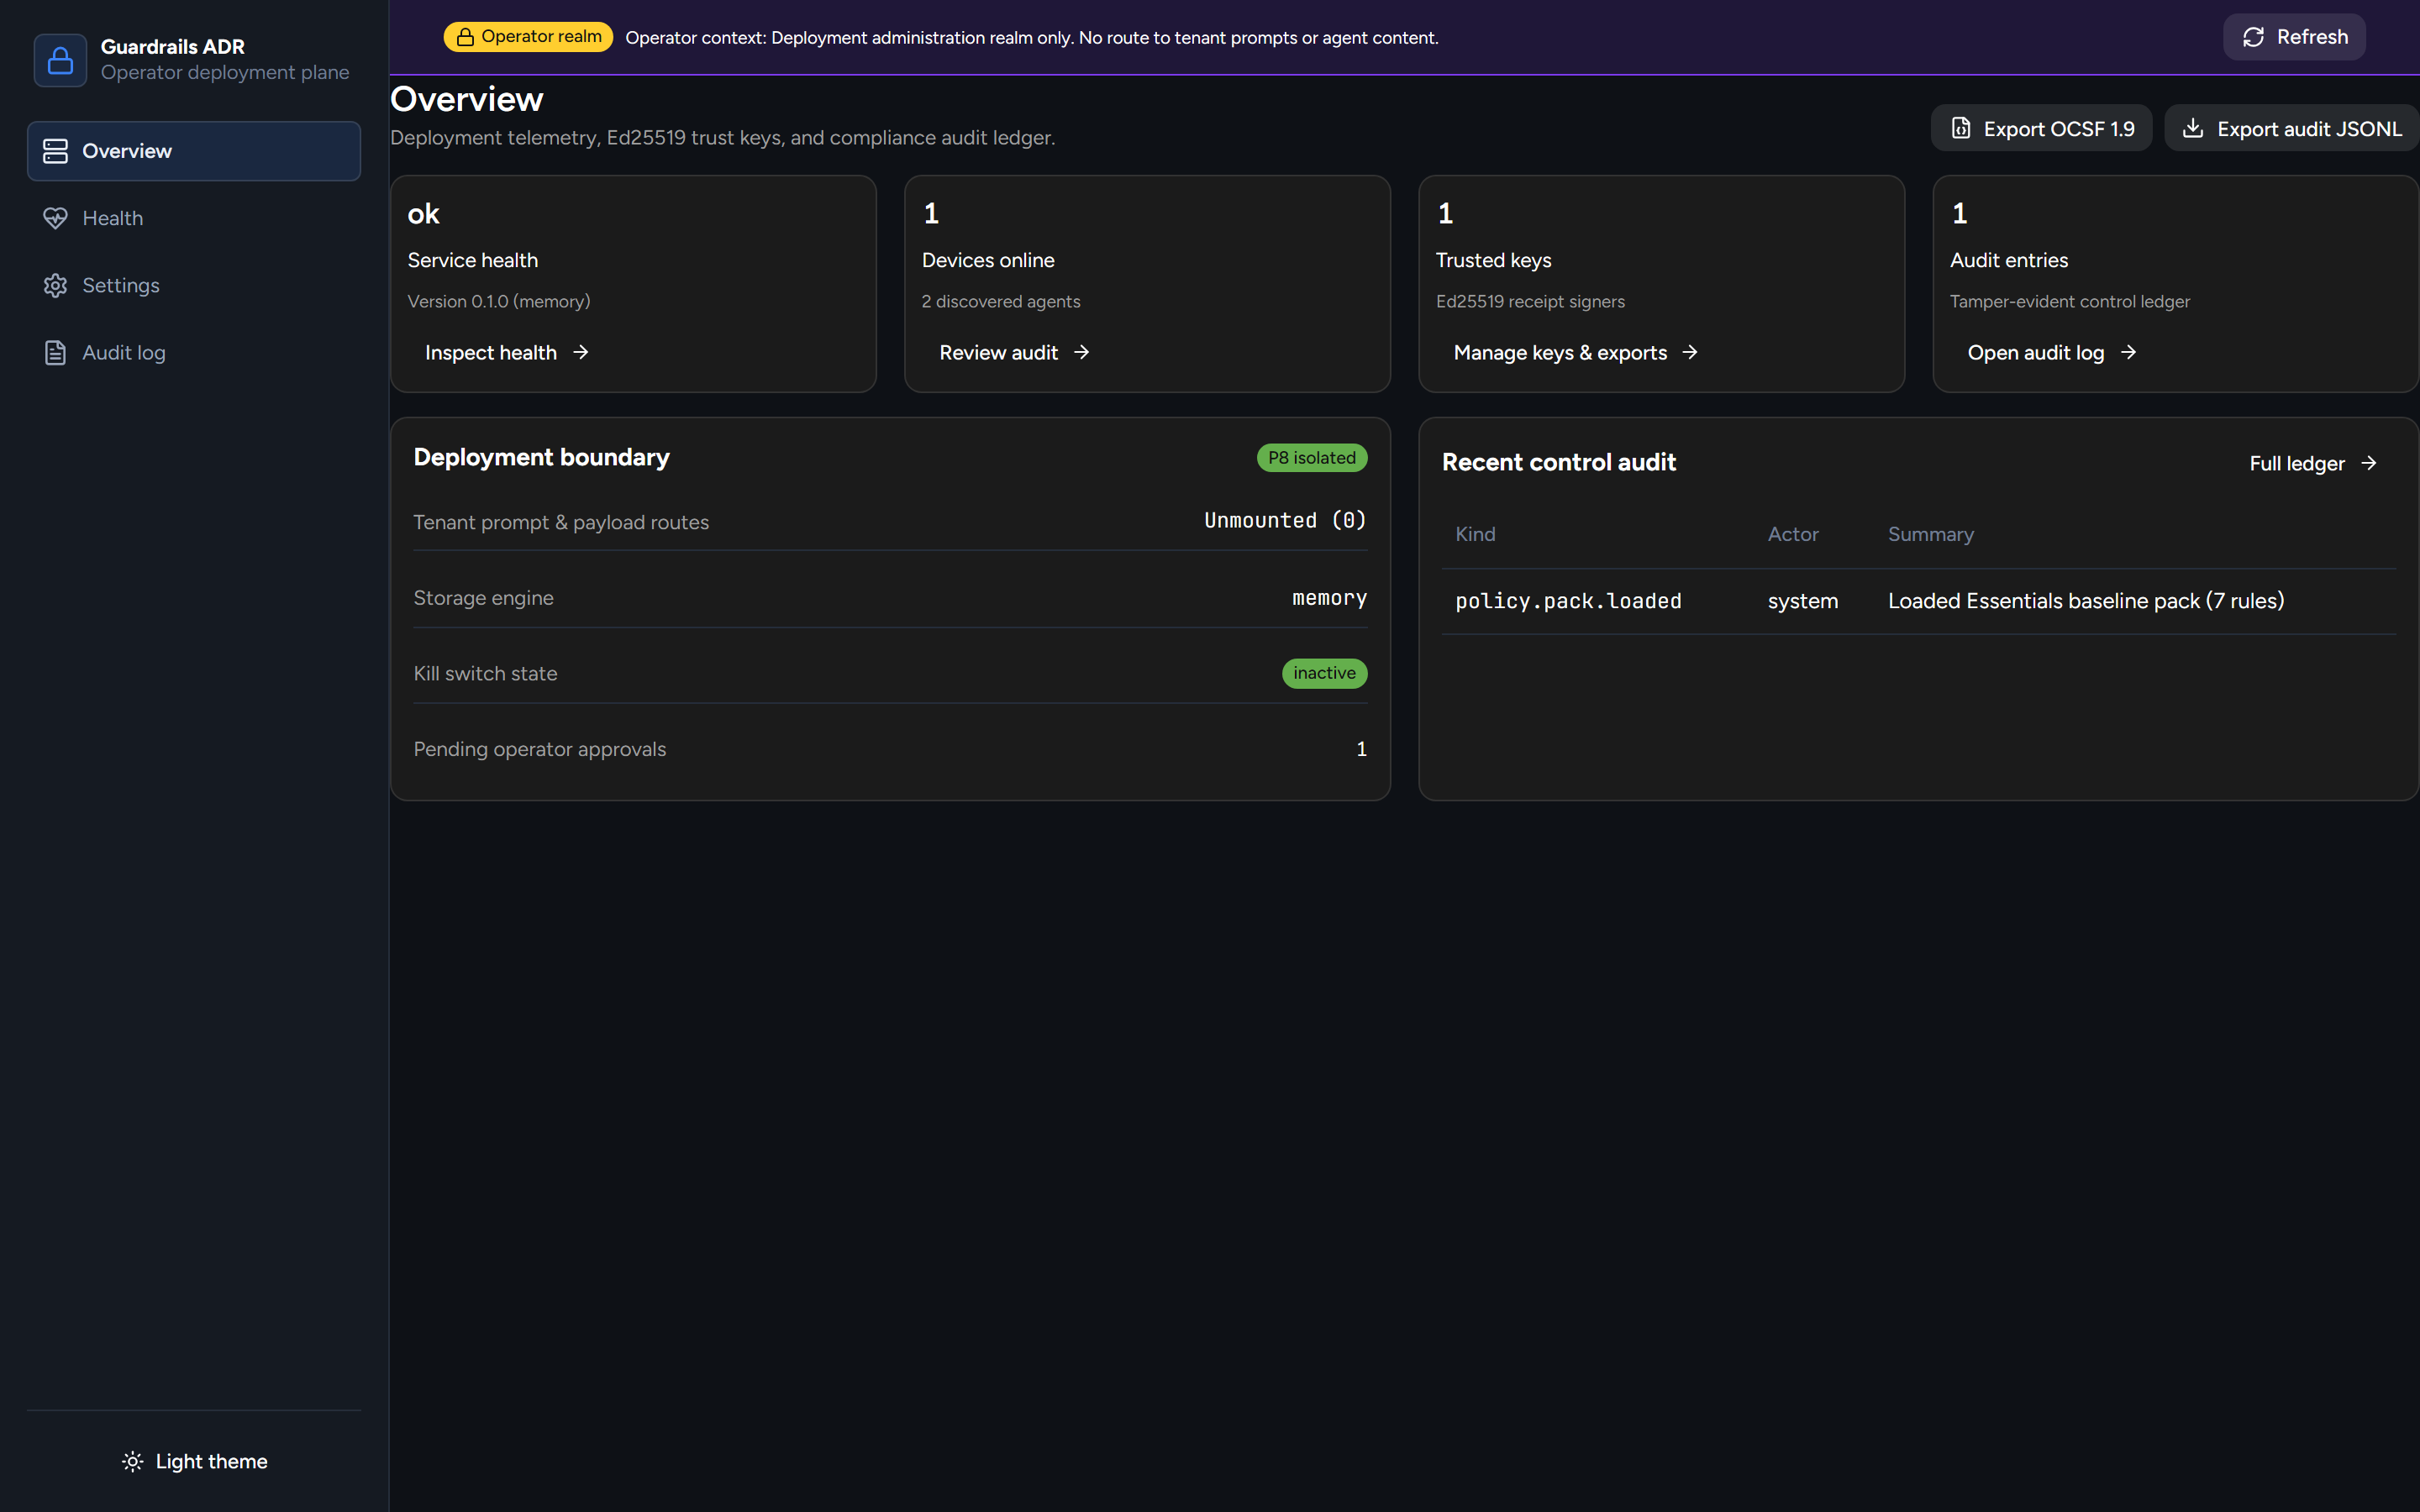 Guardrails ADR
Operator deployment plane
Overview
Health
Settings
Audit log
Light theme
Operator realm
Operator context: Deployment administration realm only. No route to tenant prompts or agent content.
Refresh
Overview
Deployment telemetry, Ed25519 trust keys, and compliance audit ledger.
Export OCSF 1.9
Export audit JSONL
ok
Service health
Version 0.1.0 (memory)
Inspect health
1
Devices online
2 discovered agents
Review audit
1
Trusted keys
Ed25519 receipt signers
Manage keys & exports
1
Audit entries
Tamper-evident control ledger
Open audit log
Deployment boundary
P8 isolated
Tenant prompt & payload routes
Unmounted (0)
Storage engine
memory
Kill switch state
inactive
Pending operator approvals
1
Recent control audit
Full ledger
Kind Actor Summary
policy.pack.loaded system Loaded Essentials baseline pack (7 rules)